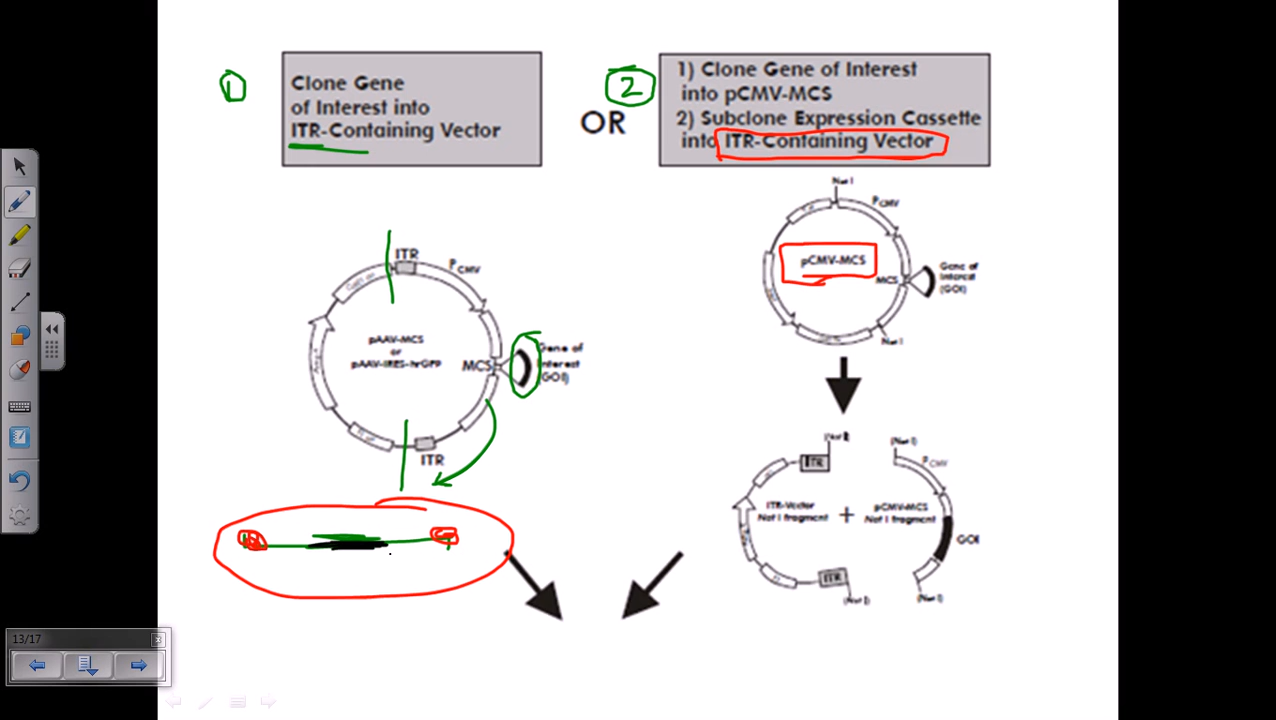 1
Clone Gene
of Interest into
ITR-Containing Vector
OR
2
1) Clone Gene of Interest
into pCMV-MCS
2) Subclone Expression Cassette
into ITR-Containing Vector
ITR
PCMV
pAAV-MCS
or
pAAV-IRES-hrGFP
MCS
Gene of
Interest
(GOI)
ITR
Not I
PCMV
pCMV-MCS
MCS
Gene of
Interest
(GOI)
Not I
(Not I)
ITR
ITR-Vector
Not I fragment
ITR
(Not I)
+
(Not I)
PCMV
pCMV-MCS
Not I fragment
GOI
(Not I)
13/17